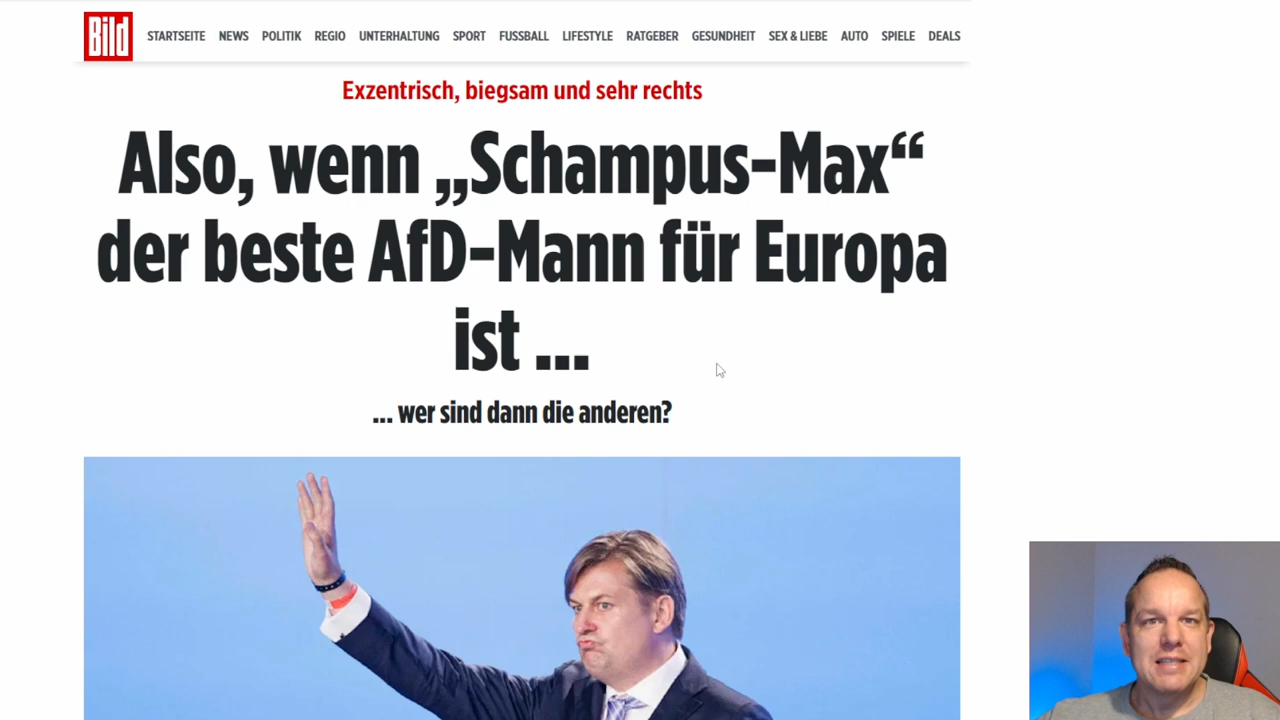 Bild
STARTSEITE NEWS POLITIK REGIO UNTERHALTUNG SPORT FUSSBALL LIFESTYLE RATGEBER GESUNDHEIT SEX & LIEBE AUTO SPIELE DEALS
Exzentrisch, biegsam und sehr rechts
Also, wenn „Schampus-Max“
der beste AfD-Mann für Europa
ist ...
... wer sind dann die anderen?